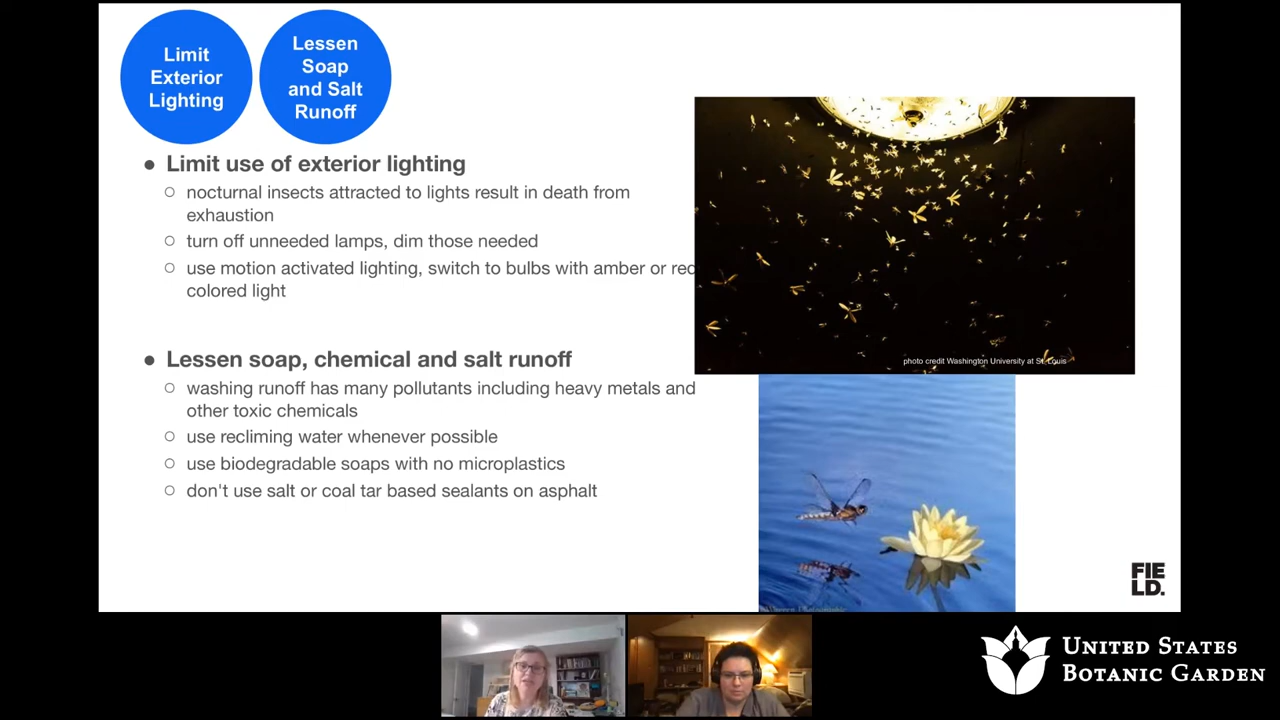 Limit
Exterior
Lighting
Lessen
Soap
and Salt
Runoff
● Limit use of exterior lighting
○ nocturnal insects attracted to lights result in death from
exhaustion
○ turn off unneeded lamps, dim those needed
○ use motion activated lighting, switch to bulbs with amber or red
colored light
photo credit Washington University at St. Louis
● Lessen soap, chemical and salt runoff
○ washing runoff has many pollutants including heavy metals and
other toxic chemicals
○ use recliming water whenever possible
○ use biodegradable soaps with no microplastics
○ don't use salt or coal tar based sealants on asphalt
FIE
LD.
UNITED STATES
BOTANIC GARDEN